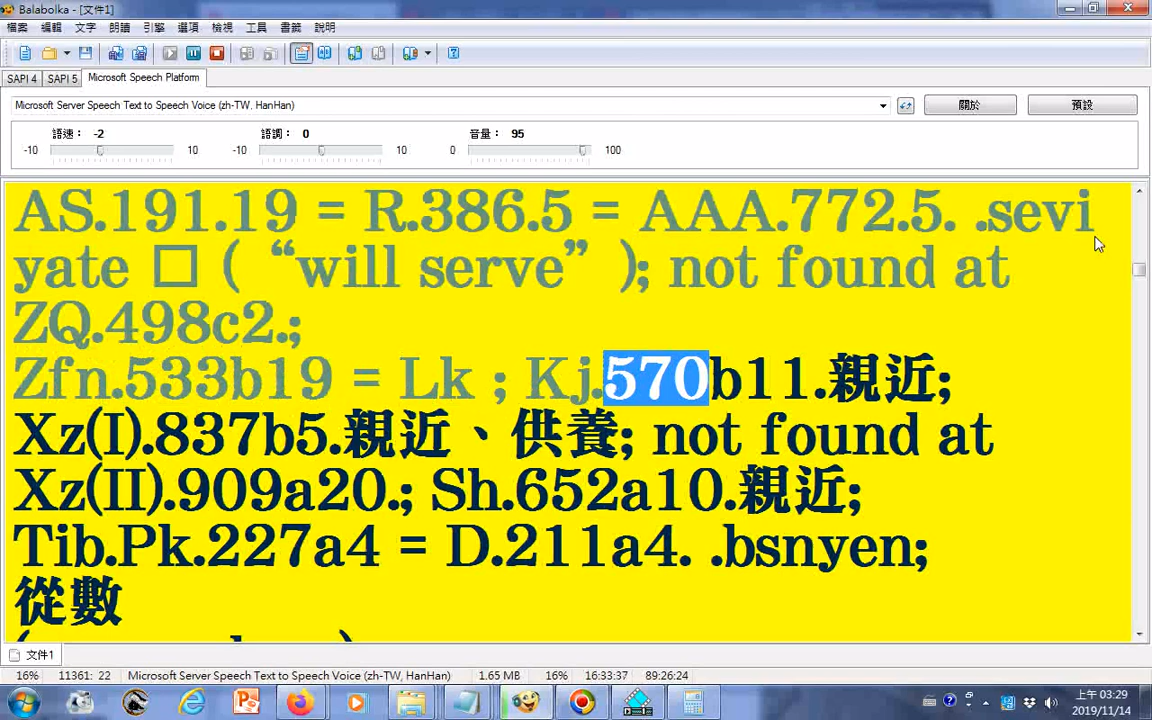 Balabolka - [文件1]
檔案 編輯 文字 朗讀 引擎 選項 檢視 工具 書籤 說明
SAPI 4 SAPI 5 Microsoft Speech Platform
Microsoft Server Speech Text to Speech Voice (zh-TW, HanHan) 關於 預設
語速： -2 語調： 0 音量： 95
-10 10 -10 10 0 100
AS.191.19 = R.386.5 = AAA.772.5. .sevi
yate □ (“will serve”); not found at
ZQ.498c2.;
Zfn.533b19 = Lk ; Kj.570b11.親近;
Xz(I).837b5.親近、供養; not found at
Xz(II).909a20.; Sh.652a10.親近;
Tib.Pk.227a4 = D.211a4. .bsnyen;
從數
文件1
16% 11361: 22 Microsoft Server Speech Text to Speech Voice (zh-TW, HanHan) 1.65 MB 16% 16:33:37 89:26:24
上午 03:29
2019/11/14